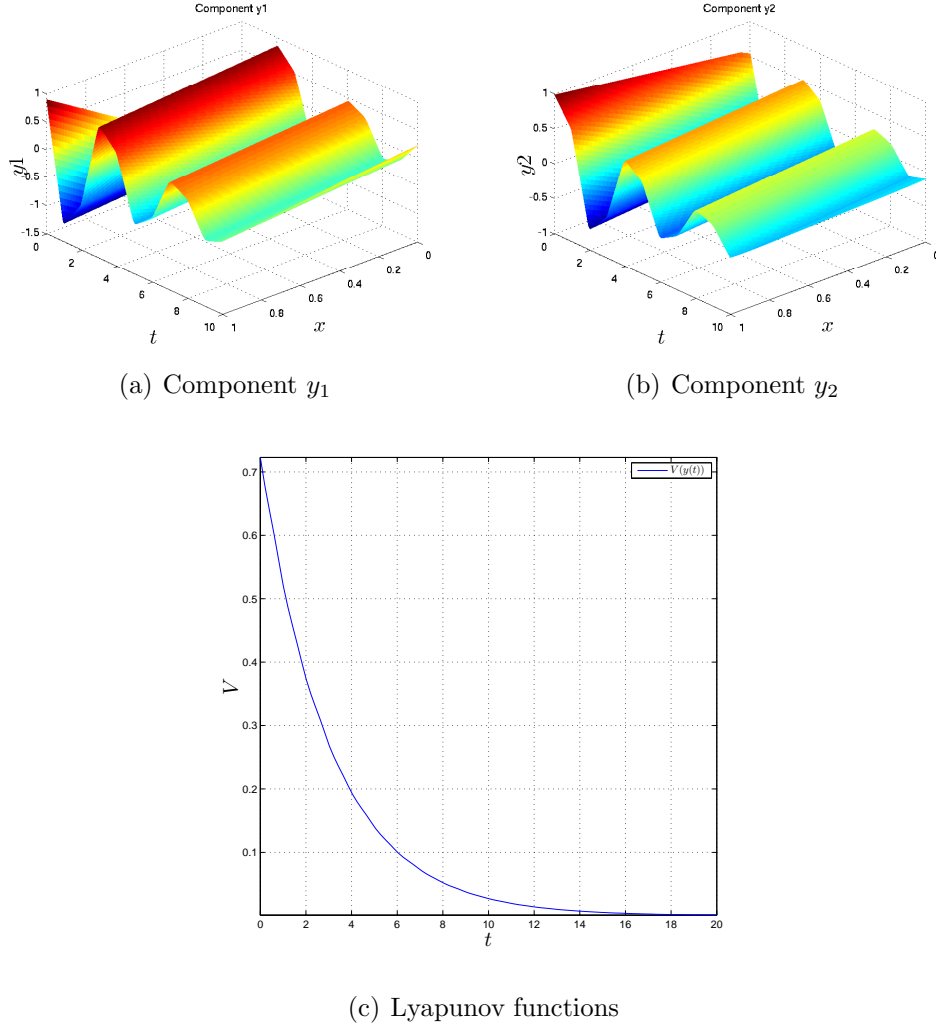 Component y1
1
0.5
0
-0.5
-1
-1.5
y1
0
2
4
6
8
10
t
1
0.8
0.6
0.4
0.2
0
x
(a) Component y₁
Component y2
1
0.5
0
-0.5
-1
y2
0
2
4
6
8
10
t
1
0.8
0.6
0.4
0.2
0
x
(b) Component y₂
0.7
0.6
0.5
0.4
0.3
0.2
0.1
V
V(y(t))
0 2 4 6 8 10 12 14 16 18 20
t
(c) Lyapunov functions